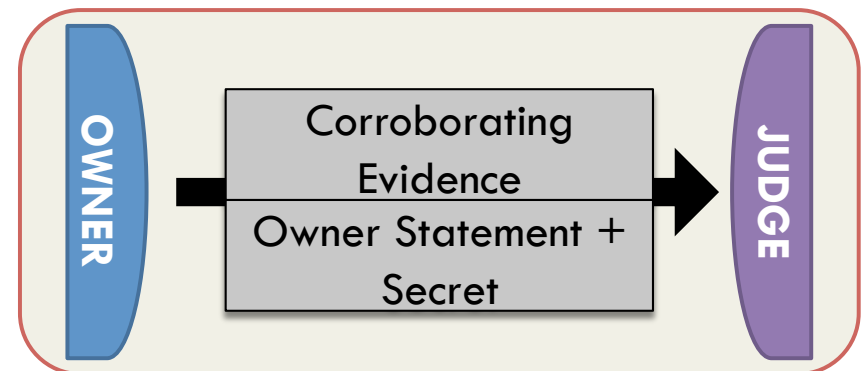 OWNER
Corroborating
Evidence
Owner Statement +
Secret
JUDGE